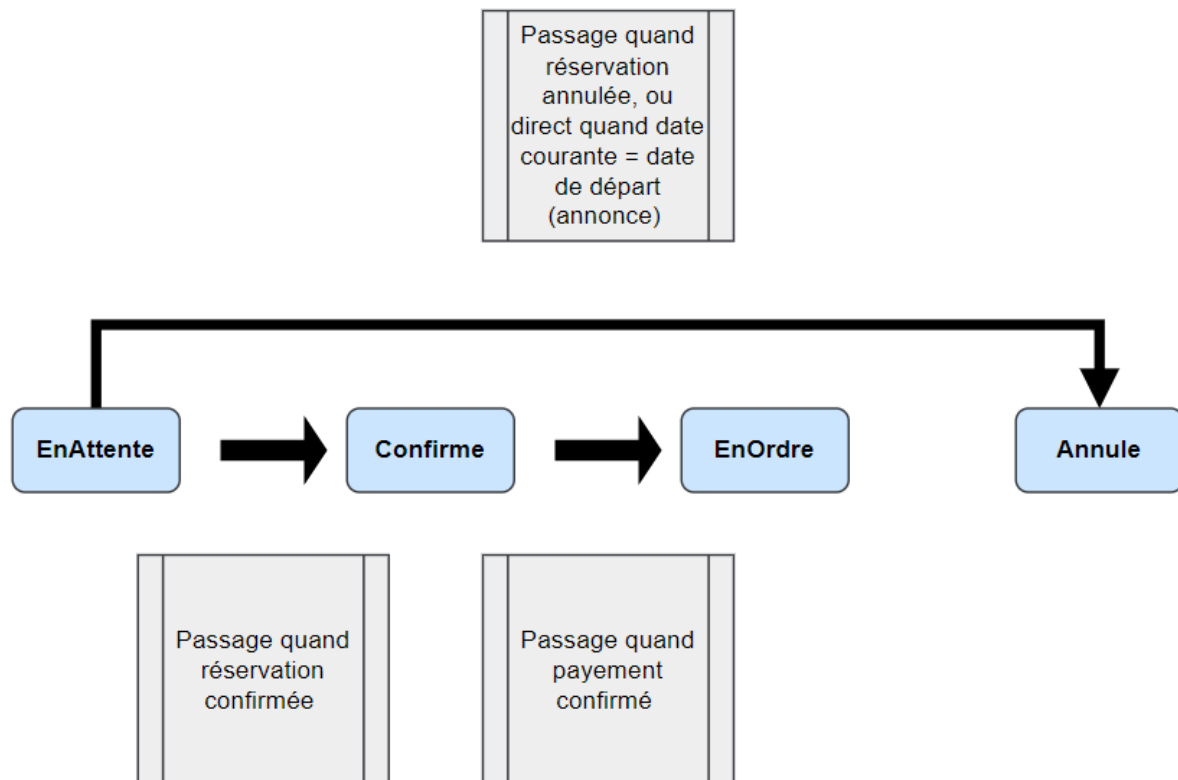 Passage quand
réservation
annulée, ou
direct quand date
courante = date
de départ
(annonce)
EnAttente
Confirme
EnOrdre
Annule
Passage quand
réservation
confirmée
Passage quand
payement
confirmé